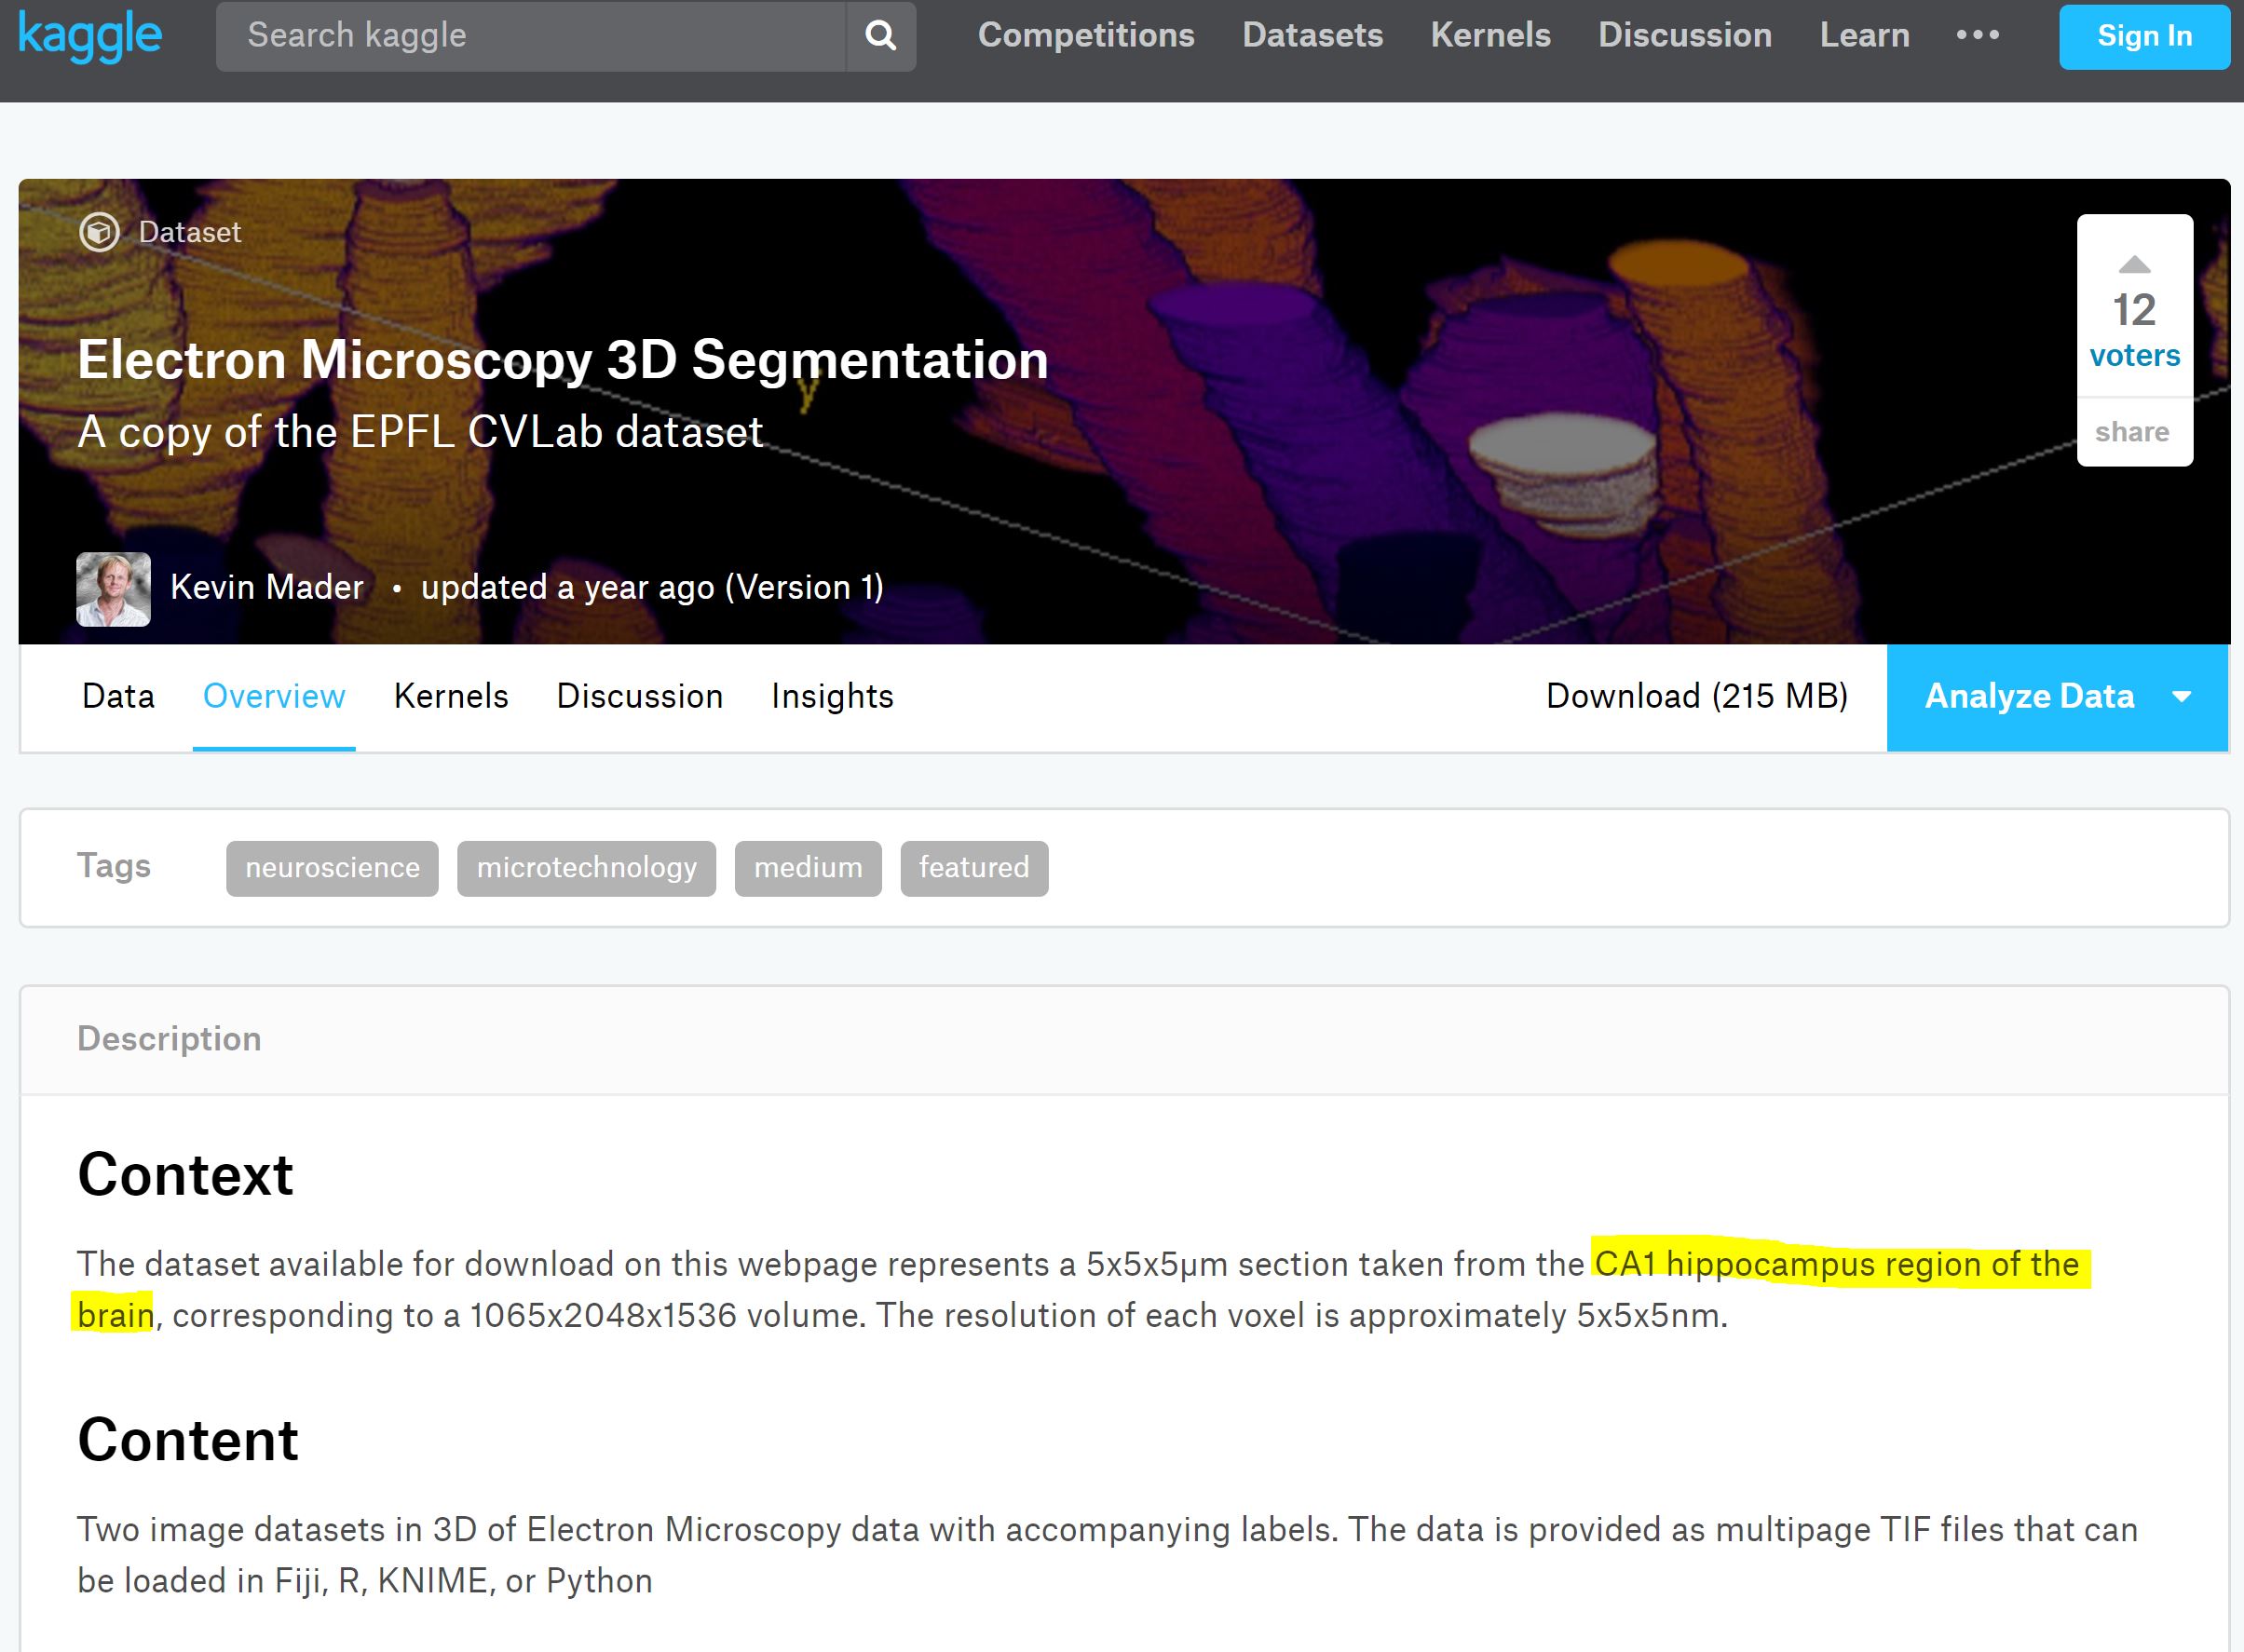 kaggle
Search kaggle
Competitions Datasets Kernels Discussion Learn •••
Sign In
Dataset
12
voters
share
Electron Microscopy 3D Segmentation
y
A copy of the EPFL CVLab dataset
Kevin Mader • updated a year ago (Version 1)
Data Overview Kernels Discussion Insights Download (215 MB) Analyze Data
Tags neuroscience microtechnology medium featured
Description
Context
The dataset available for download on this webpage represents a 5x5x5µm section taken from the CA1 hippocampus region of the
brain, corresponding to a 1065x2048x1536 volume. The resolution of each voxel is approximately 5x5x5nm.
Content
Two image datasets in 3D of Electron Microscopy data with accompanying labels. The data is provided as multipage TIF files that can
be loaded in Fiji, R, KNIME, or Python